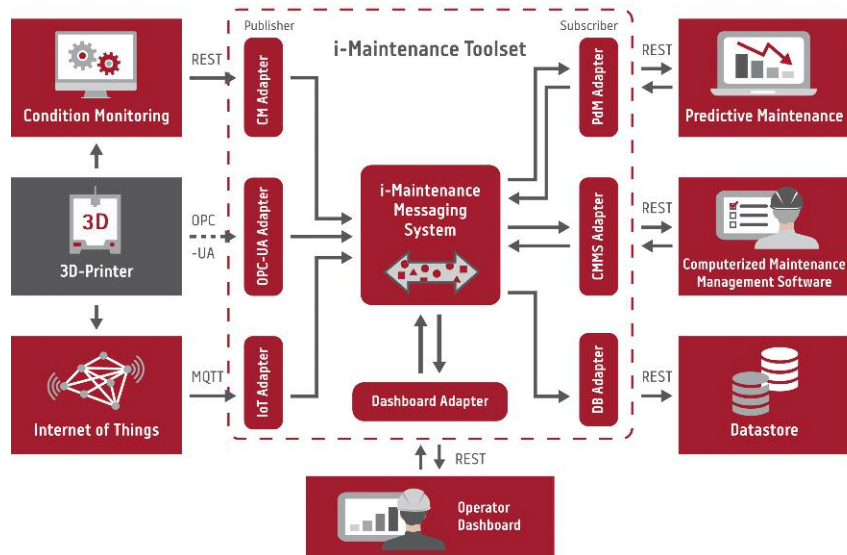 Publisher
i-Maintenance Toolset
Subscriber
REST
Condition Monitoring
CM Adapter
PdM Adapter
REST
Predictive Maintenance
3D
3D-Printer
OPC
-UA
OPC-UA Adapter
i-Maintenance
Messaging
System
CMMS Adapter
REST
Computerized Maintenance
Management Software
MQTT
Internet of Things
IoT Adapter
Dashboard Adapter
DB Adapter
REST
Datastore
REST
Operator
Dashboard